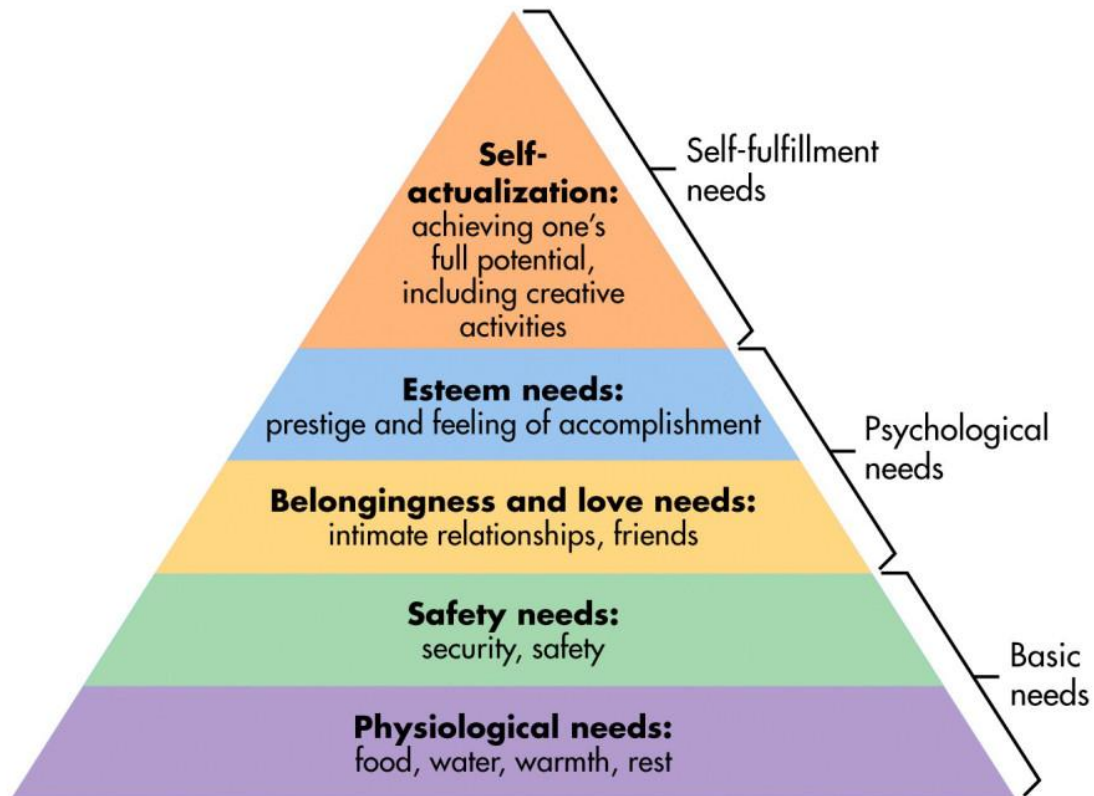 Self-
actualization:
achieving one’s
full potential,
including creative
activities
Self-fulfillment
needs
Esteem needs:
prestige and feeling of accomplishment
Belongingness and love needs:
intimate relationships, friends
Psychological
needs
Safety needs:
security, safety
Physiological needs:
food, water, warmth, rest
Basic
needs